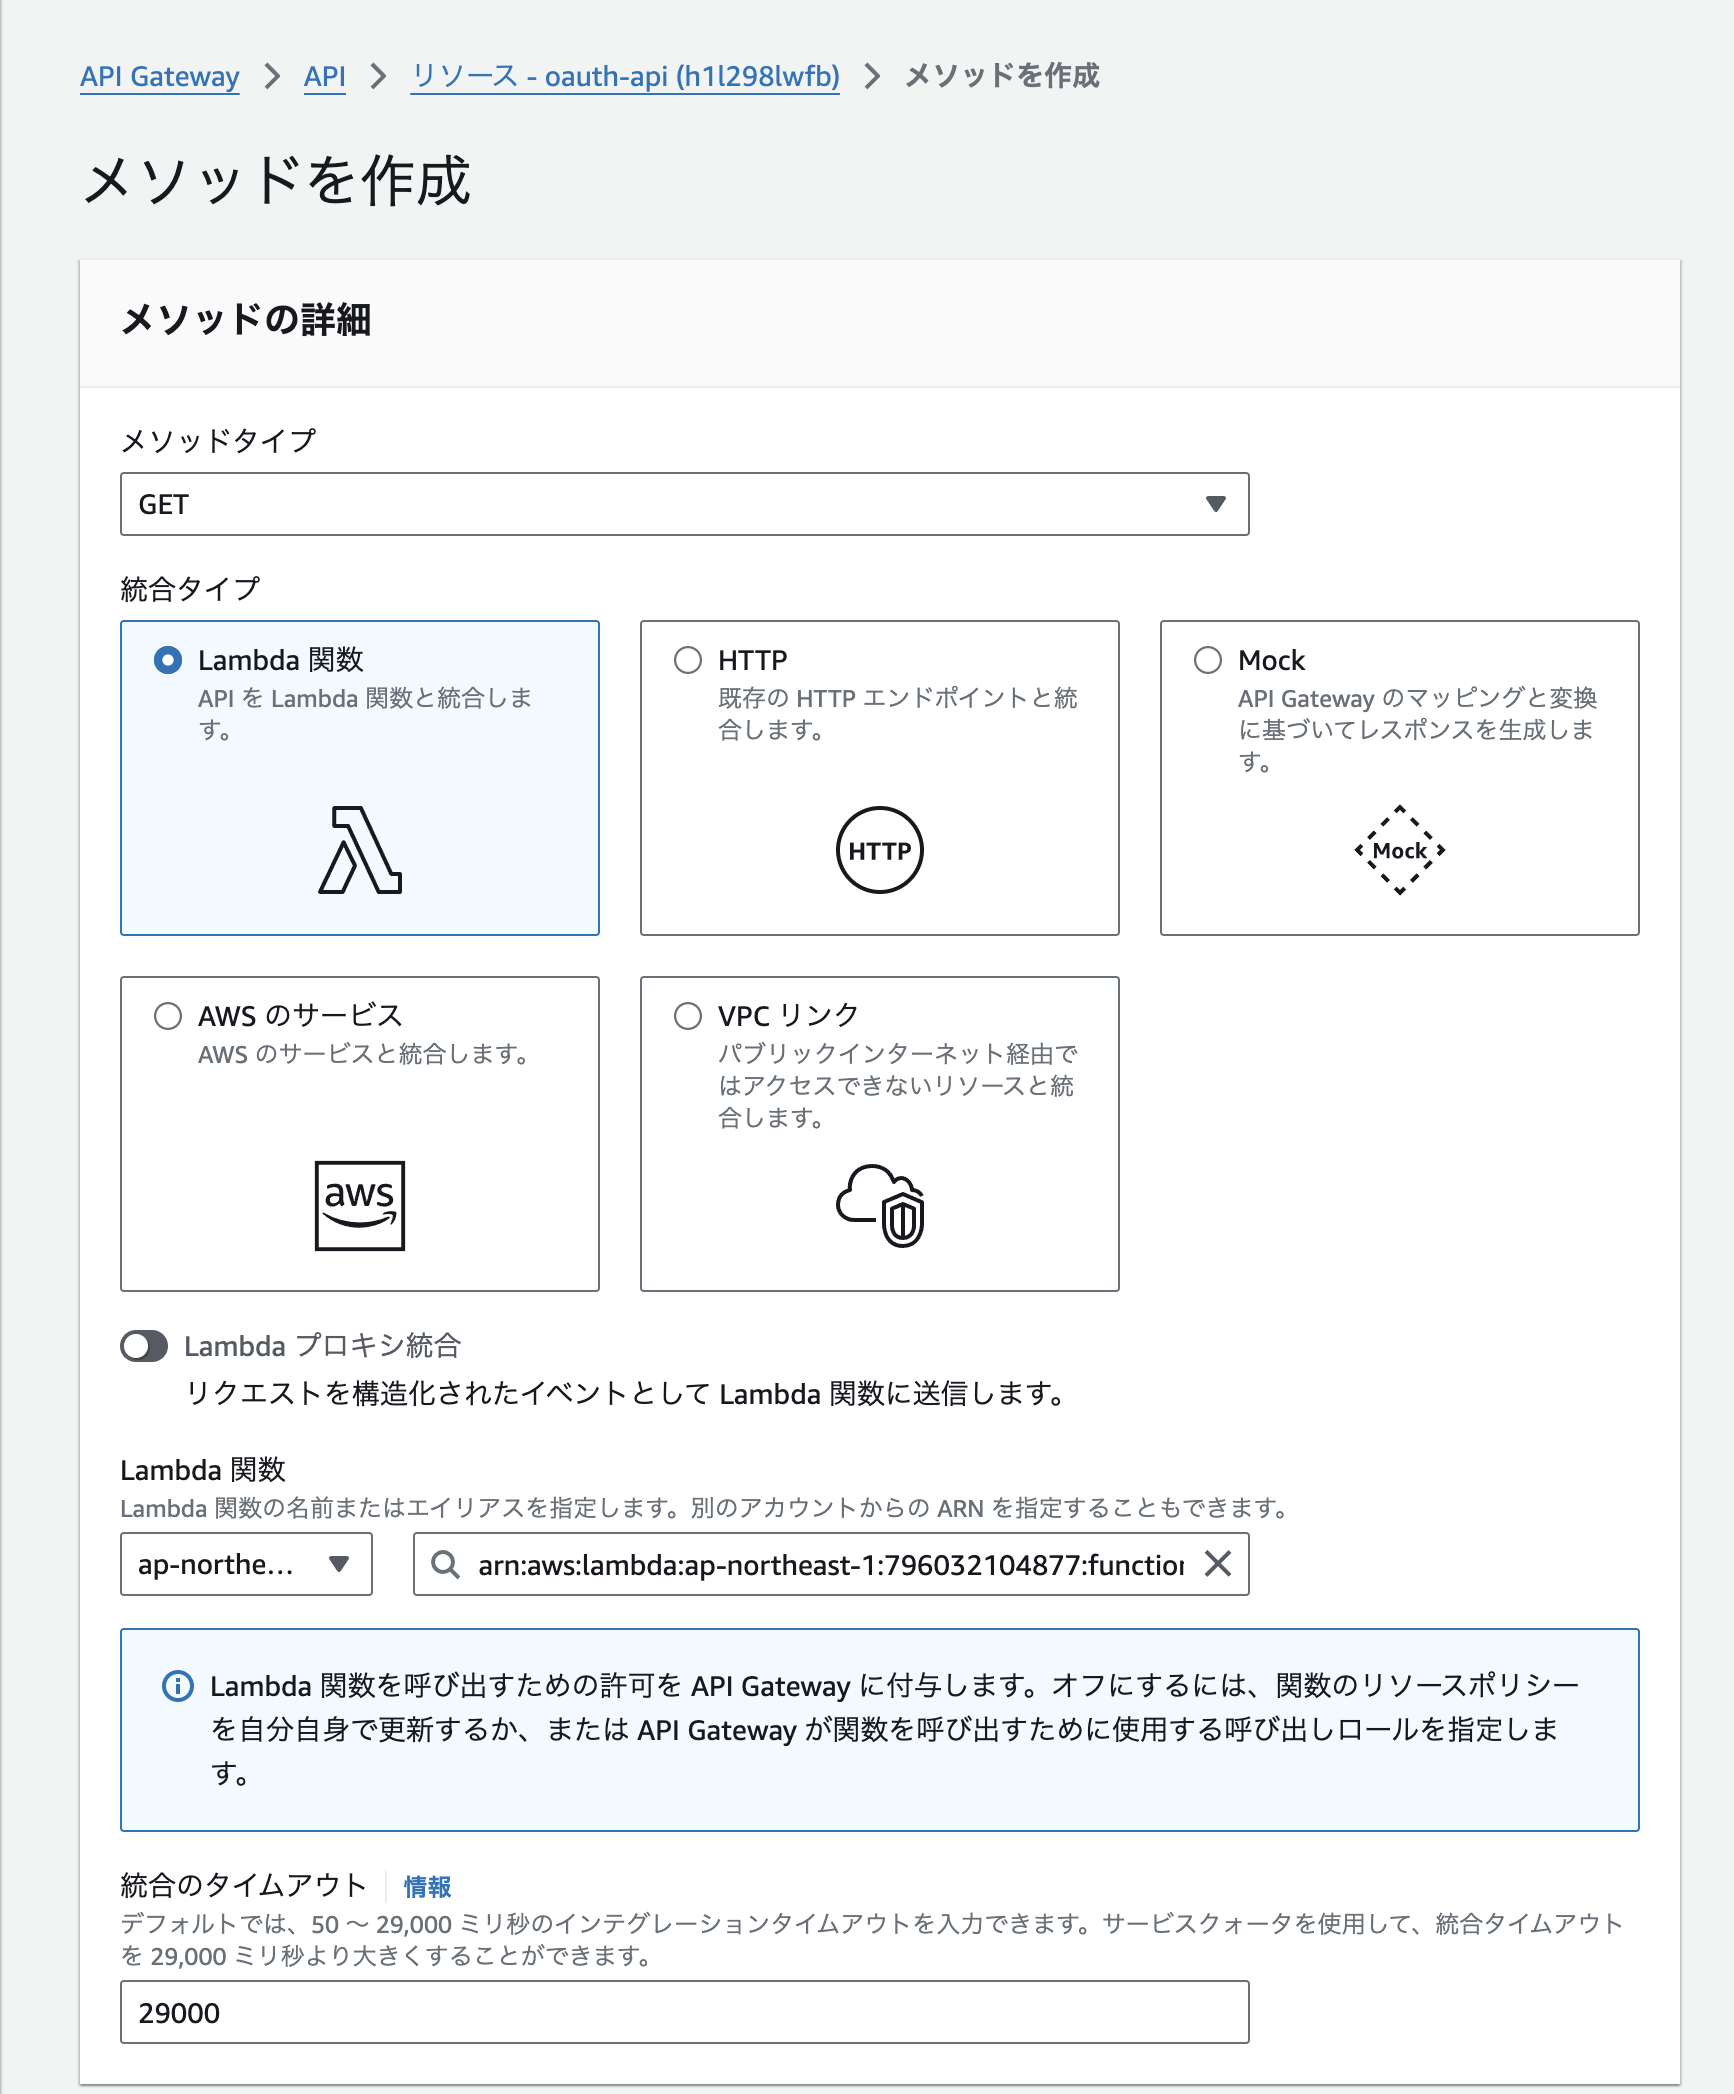 API Gateway > API > リソース - oauth-api (h1l298lwfb) > メソッドを作成
メソッドを作成
メソッドの詳細
メソッドタイプ
GET
統合タイプ
Lambda 関数
API を Lambda 関数と統合しま
す。
HTTP
既存の HTTP エンドポイントと統
合します。
HTTP
Mock
API Gateway のマッピングと変換
に基づいてレスポンスを生成しま
す。
Mock
AWS のサービス
AWS のサービスと統合します。
aws
VPC リンク
パブリックインターネット経由で
はアクセスできないリソースと統
合します。
Lambda プロキシ統合
リクエストを構造化されたイベントとして Lambda 関数に送信します。
Lambda 関数
Lambda 関数の名前またはエイリアスを指定します。別のアカウントからの ARN を指定することもできます。
ap-northe...
arn:aws:lambda:ap-northeast-1:796032104877:function
Lambda 関数を呼び出すための許可を API Gateway に付与します。オフにするには、関数のリソースポリシー
を自分自身で更新するか、または API Gateway が関数を呼び出すために使用する呼び出しロールを指定しま
す。
統合のタイムアウト 情報
デフォルトでは、50 ～ 29,000 ミリ秒のインテグレーションタイムアウトを入力できます。サービスクォータを使用して、統合タイムアウト
を 29,000 ミリ秒より大きくすることができます。
29000